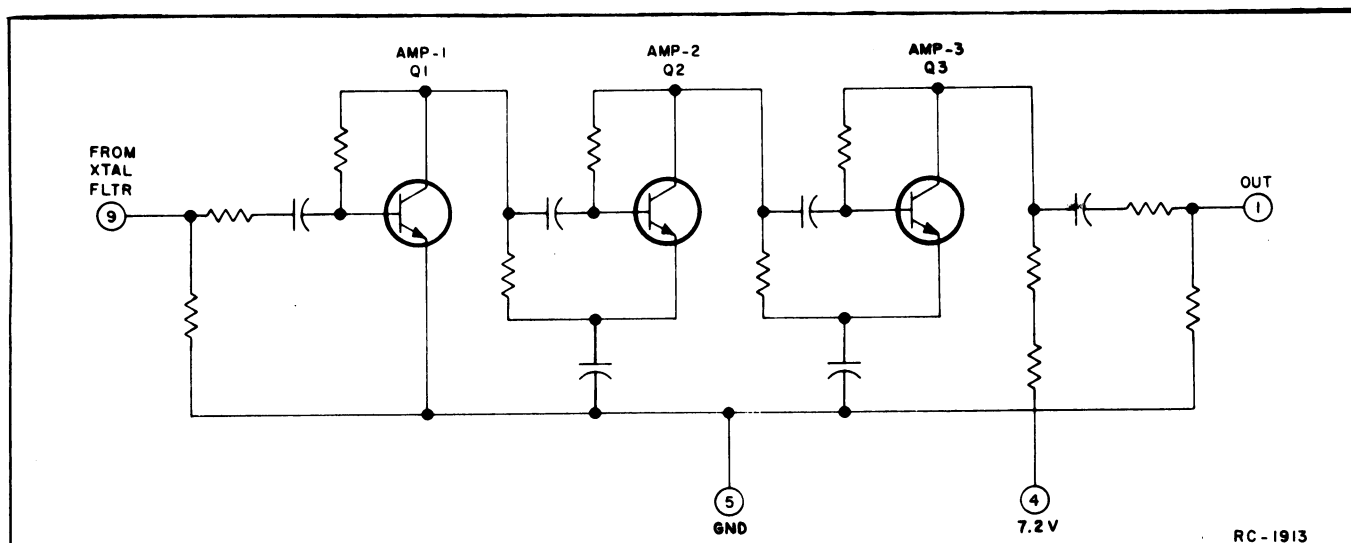 AMP-1
Q1
AMP-2
Q2
AMP-3
Q3
FROM
XTAL
FLTR
9
OUT
1
5
GND
4
7.2 V
RC-1913